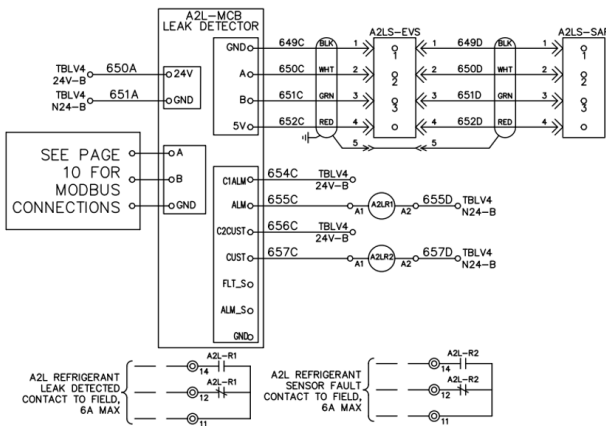 A2L-MCB
LEAK DETECTOR
A2LS-EVS
A2LS-SAF
GND 649C BLK 1 1 1 649D BLK 1 1
TBLV4 650A 24V
24V-B
A 650C WHT 2 2 2 650D WHT 2 2
TBLV4 651A GND
N24-B
B 651C GRN 3 3 3 651D GRN 3 3
5V 652C RED 4 4 652D RED 4
5 5
SEE PAGE A
10 FOR B
MODBUS
CONNECTIONS GND
C1ALM 654C TBLV4
24V-B
ALM 655C A1 A2LR1 A2 655D TBLV4
N24-B
C2CUST 656C TBLV4
24V-B
CUST 657C A1 A2LR2 A2 657D TBLV4
N24-B
FLT_S
ALM_S
GND
A2L REFRIGERANT
LEAK DETECTED
CONTACT TO FIELD,
6A MAX
A2L-R1
14
A2L-R1
12
11
A2L REFRIGERANT
SENSOR FAULT
CONTACT TO FIELD,
6A MAX
A2L-R2
14
A2L-R2
12
11